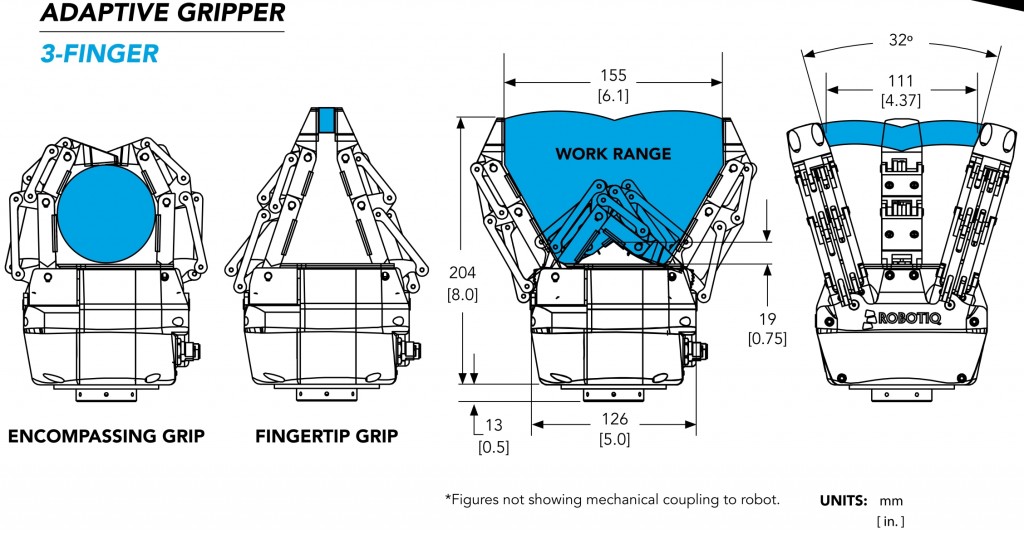 ADAPTIVE GRIPPER
3-FINGER
155
[6.1]
32º
111
[4.37]
WORK RANGE
204
[8.0]
19
[0.75]
ROBOTIQ
13
[0.5]
126
[5.0]
ENCOMPASSING GRIP
FINGERTIP GRIP
*Figures not showing mechanical coupling to robot.
UNITS: mm
[ in. ]